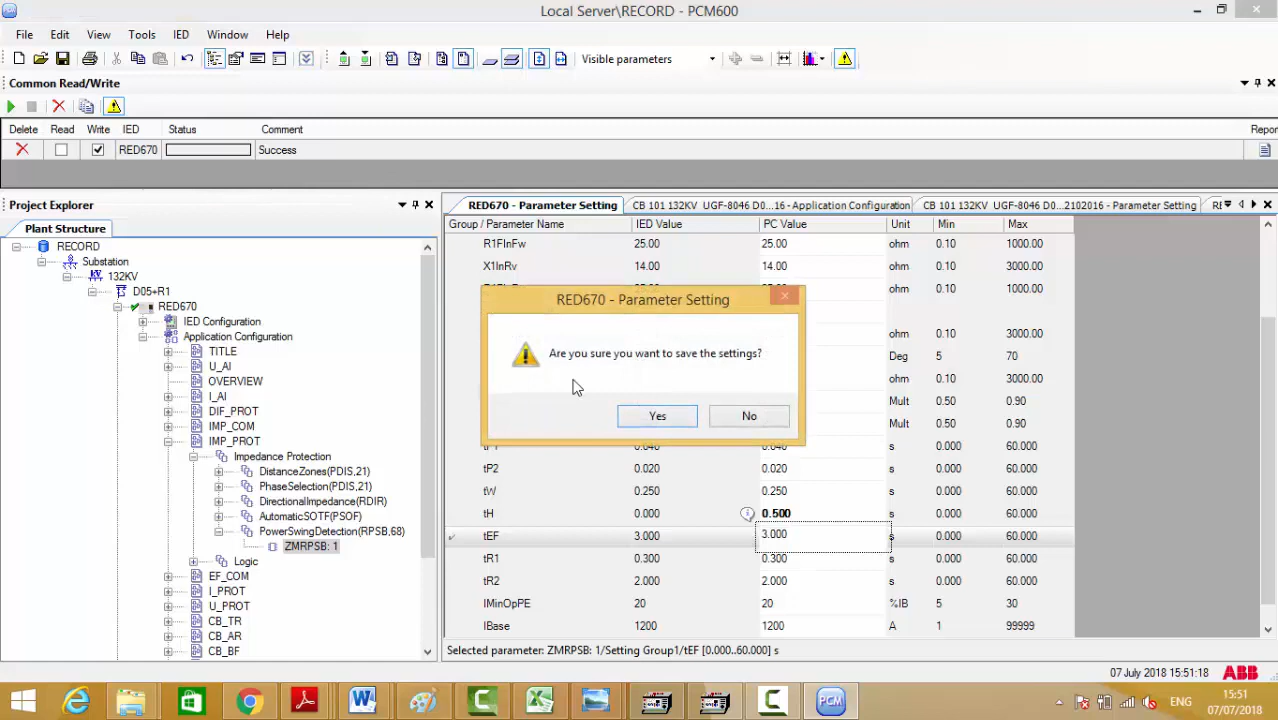 Local Server\RECORD - PCM600
File Edit View Tools IED Window Help
Visible parameters
Common Read/Write
Delete Read Write IED Status Comment Repor
RED670 Success
Project Explorer
Plant Structure
RECORD
Substation
132KV
D05+R1
RED670
IED Configuration
Application Configuration
TITLE
U_AI
OVERVIEW
I_AI
DIF_PROT
IMP_COM
IMP_PROT
Impedance Protection
DistanceZones(PDIS,21)
PhaseSelection(PDIS,21)
DirectionalImpedance(RDIR)
AutomaticSOTF(PSOF)
PowerSwingDetection(RPSB,68)
ZMRPSB: 1
Logic
EF_COM
I_PROT
U_PROT
CB_TR
CB_AR
CB_BF
RED670 - Parameter Setting CB 101 132KV UGF-8046 D0...16 - Application Configuration CB 101 132KV UGF-8046 D0...2102016 - Parameter Setting
Group / Parameter Name IED Value PC Value Unit Min Max
R1FInFw 25.00 25.00 ohm 0.10 1000.00
X1InRv 14.00 14.00 ohm 0.10 3000.00
ohm 0.10 1000.00
ohm 0.10 3000.00
Deg 5 70
ohm 0.10 3000.00
Mult 0.50 0.90
Mult 0.50 0.90
tP1 0.040 0.040 s 0.000 60.000
tP2 0.020 0.020 s 0.000 60.000
tW 0.250 0.250 s 0.000 60.000
tH 0.000 0.500 s 0.000 60.000
tEF 3.000 3.000 s 0.000 60.000
tR1 0.300 0.300 s 0.000 60.000
tR2 2.000 2.000 s 0.000 60.000
IMinOpPE 20 20 %IB 5 30
IBase 1200 1200 A 1 99999
Selected parameter: ZMRPSB: 1/Setting Group1/tEF [0.000..60.000] s
RED670 - Parameter Setting
Are you sure you want to save the settings?
Yes No
07 July 2018 15:51:18 ABB
PCM
ENG
15:51
07/07/2018